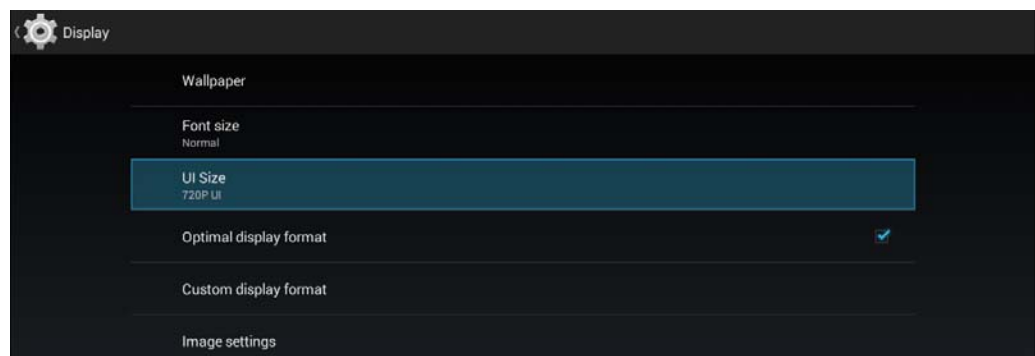 Display
Wallpaper
Font size
Normal
UI Size
720P UI
Optimal display format
Custom display format
Image settings